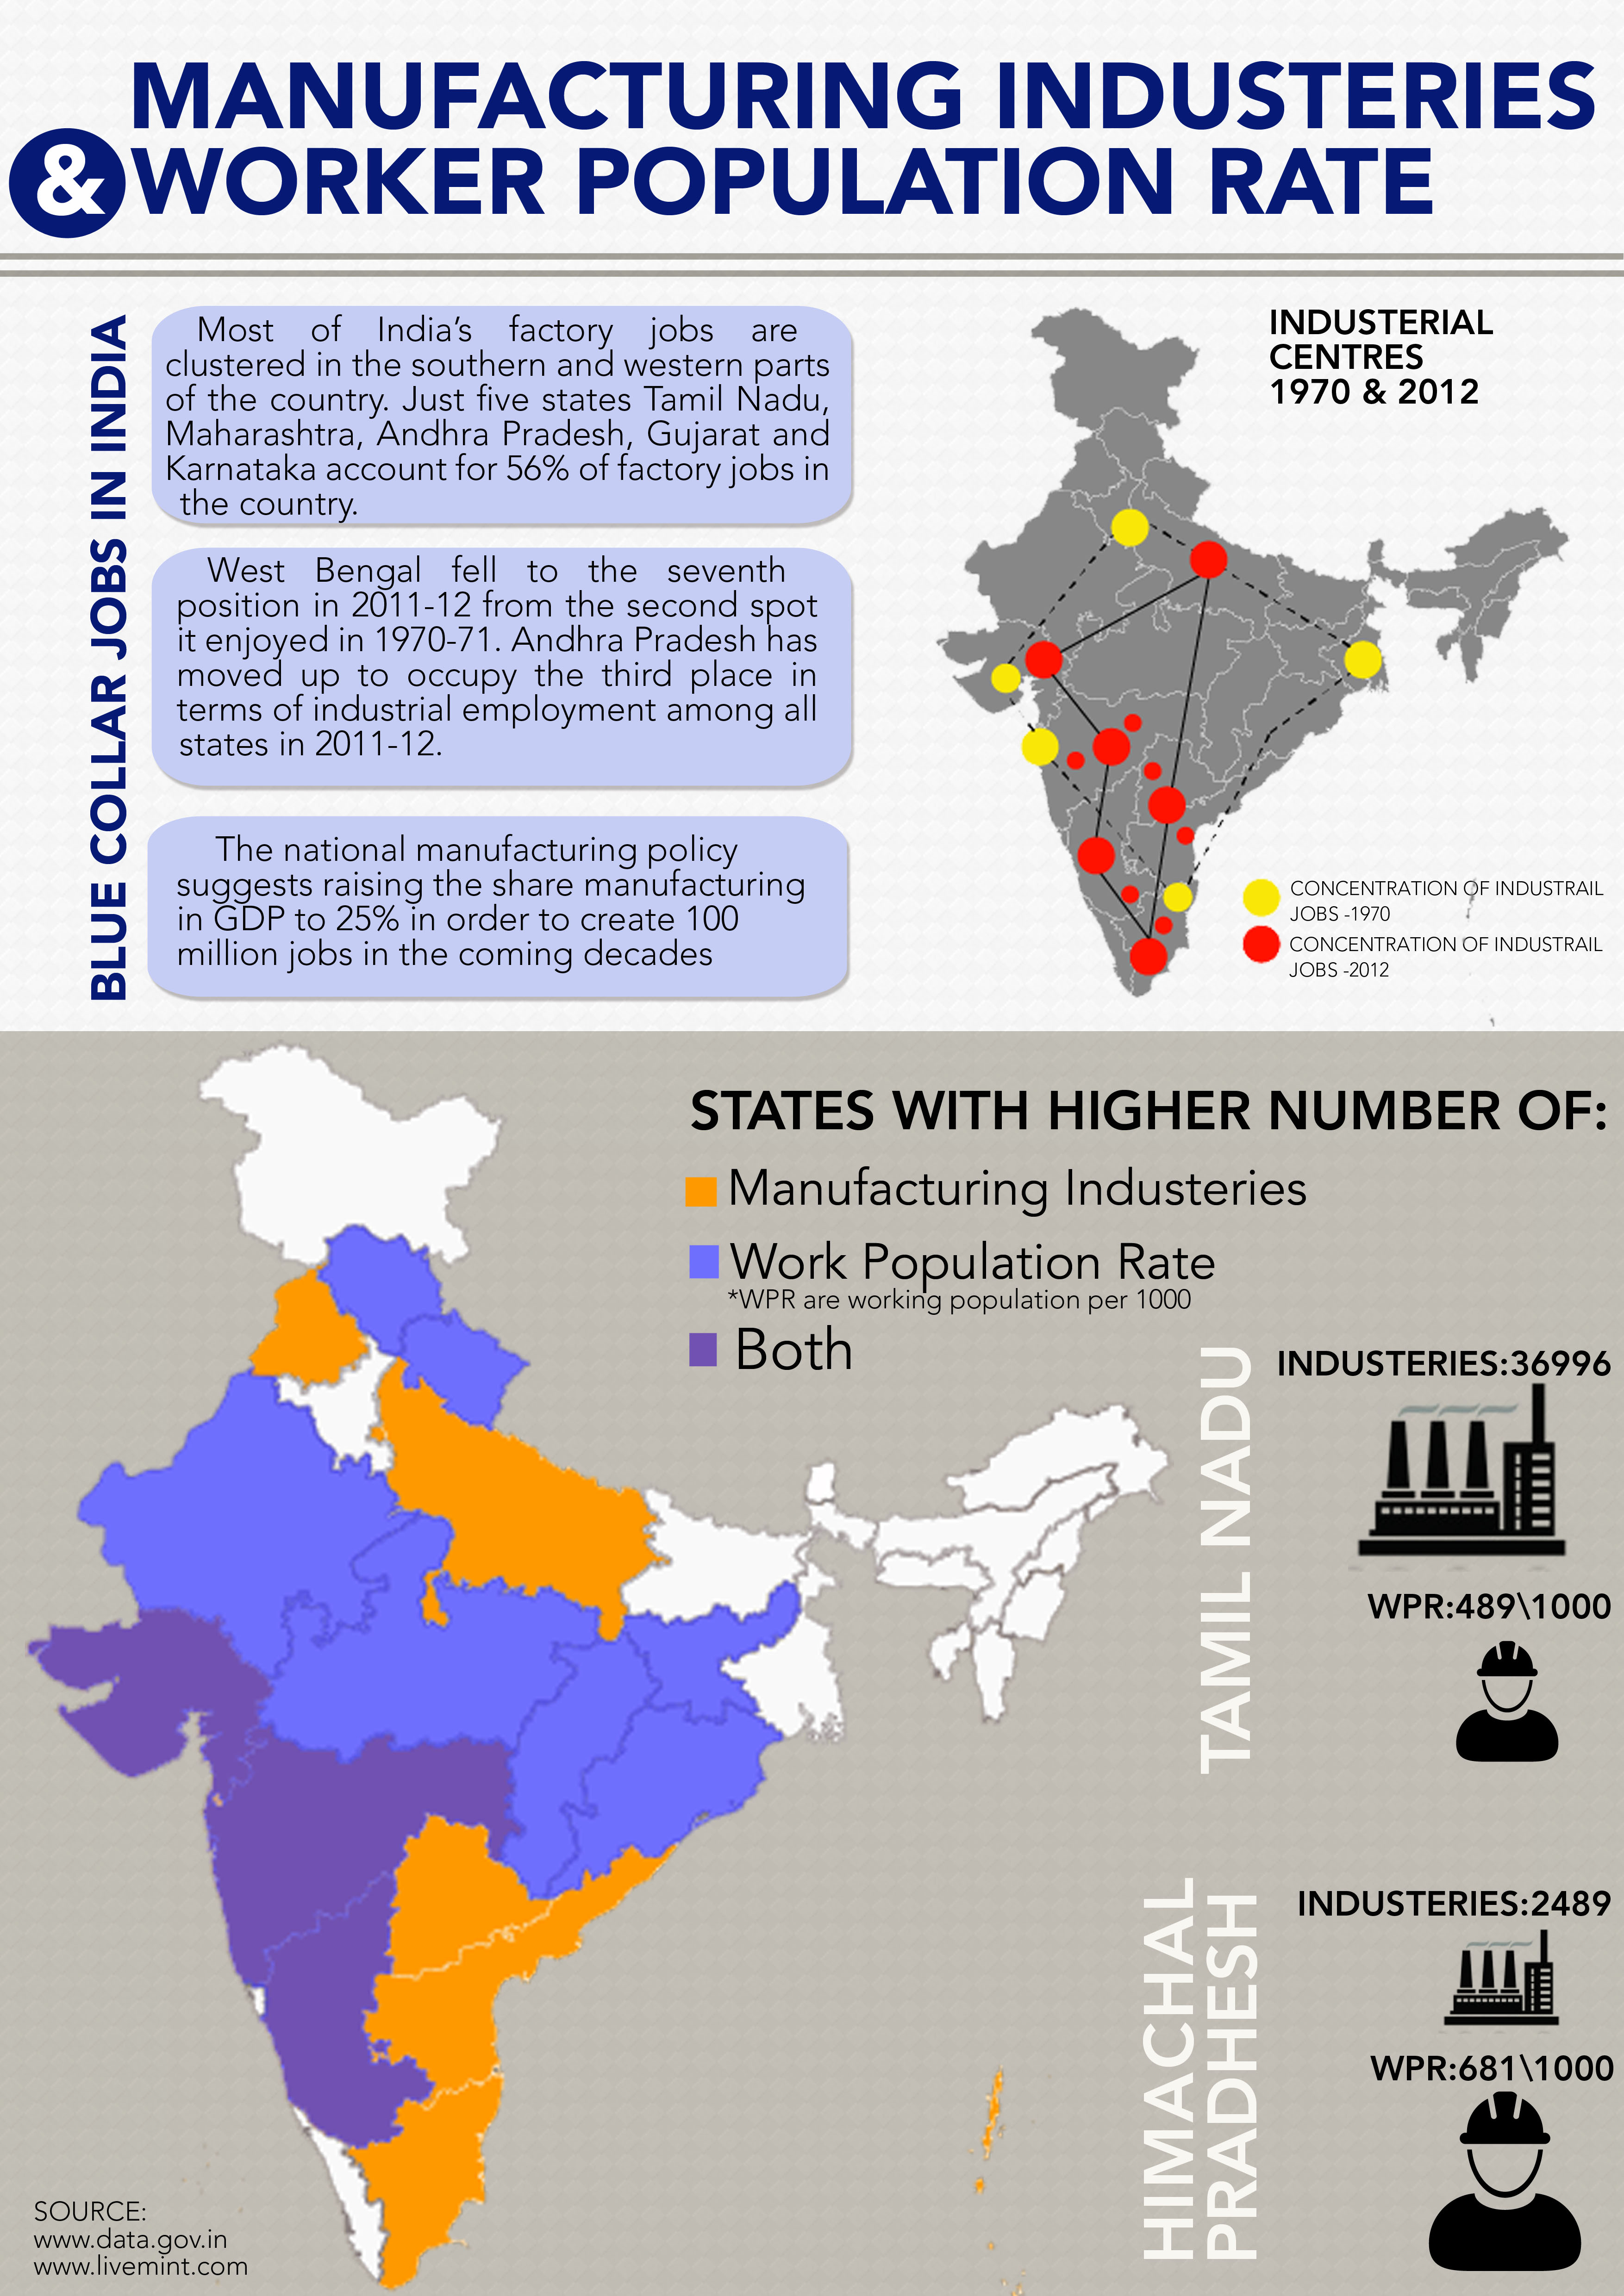 MANUFACTURING INDUSTERIES
& WORKER POPULATION RATE
BLUE COLLAR JOBS IN INDIA
Most of India's factory jobs are
clustered in the southern and western parts
of the country. Just five states Tamil Nadu,
Maharashtra, Andhra Pradesh, Gujarat and
Karnataka account for 56% of factory jobs in
the country.
West Bengal fell to the seventh
position in 2011-12 from the second spot
it enjoyed in 1970-71. Andhra Pradesh has
moved up to occupy the third place in
terms of industrial employment among all
states in 2011-12.
The national manufacturing policy
suggests raising the share manufacturing
in GDP to 25% in order to create 100
million jobs in the coming decades
INDUSTERIAL
CENTRES
1970 & 2012
CONCENTRATION OF INDUSTRAIL
JOBS -1970
CONCENTRATION OF INDUSTRAIL
JOBS -2012
STATES WITH HIGHER NUMBER OF:
Manufacturing Industeries
Work Population Rate
*WPR are working population per 1000
Both
TAMIL NADU
INDUSTERIES:36996
WPR:489\1000
HIMACHAL
PRADHESH
INDUSTERIES:2489
WPR:681\1000
SOURCE:
www.data.gov.in
www.livemint.com